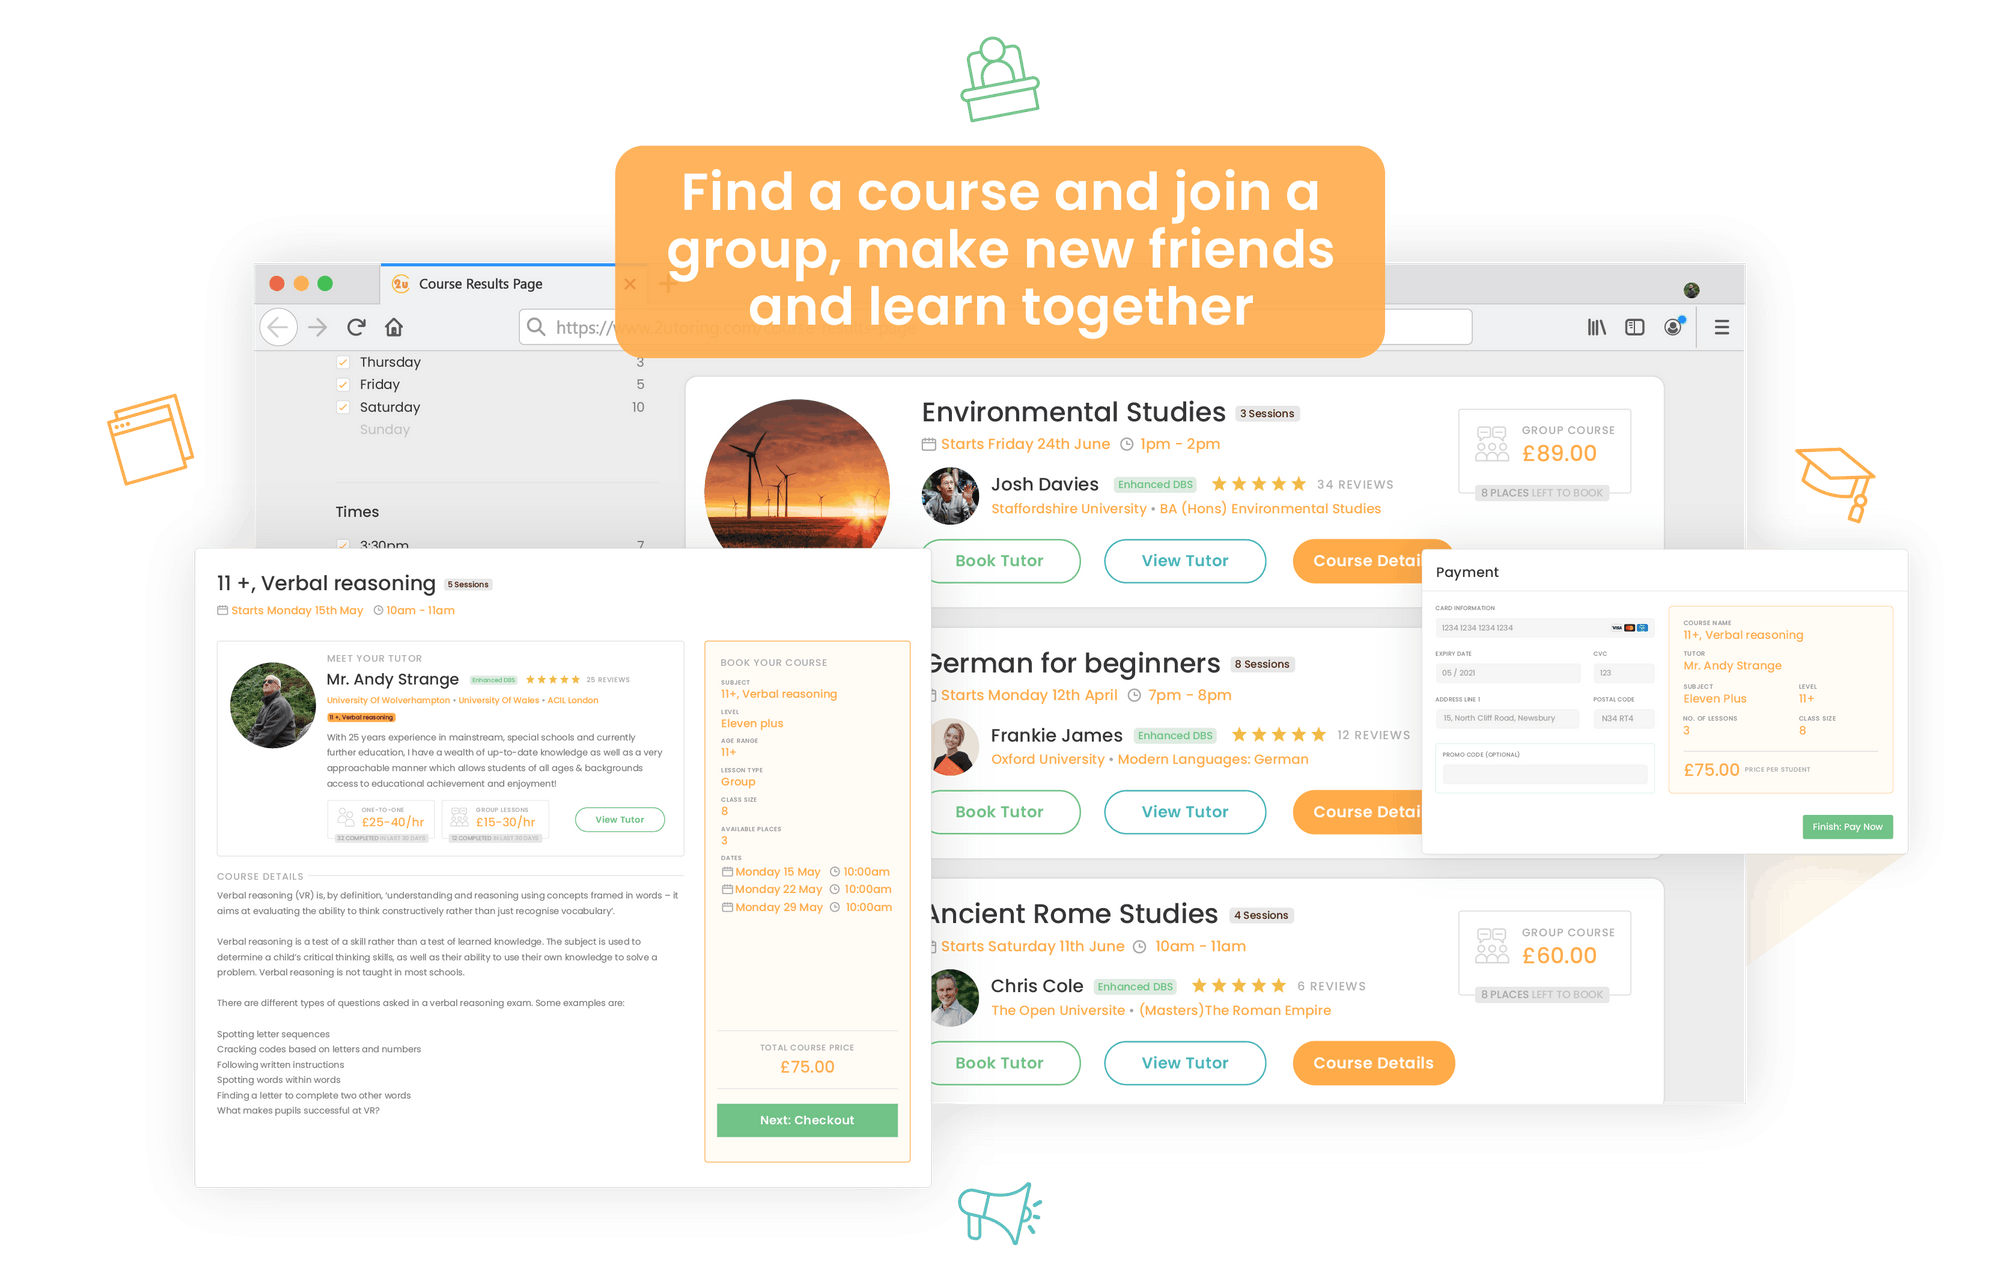 Find a course and join a
group, make new friends
and learn together
2u Course Results Page
https://www.2utoring.com
Thursday 3
Friday 5
Saturday 10
Sunday
Times
3:30pm 7
Environmental Studies 3 Sessions
Starts Friday 24th June 1pm - 2pm
Josh Davies Enhanced DBS 34 REVIEWS
Staffordshire University • BA (Hons) Environmental Studies
GROUP COURSE
£89.00
8 PLACES LEFT TO BOOK
Book Tutor View Tutor Course Detai
German for beginners 8 Sessions
Starts Monday 12th April 7pm - 8pm
Frankie James Enhanced DBS 12 REVIEWS
Oxford University • Modern Languages: German
Book Tutor View Tutor Course Detai
Ancient Rome Studies 4 Sessions
Starts Saturday 11th June 10am - 11am
Chris Cole Enhanced DBS 6 REVIEWS
The Open Universite • (Masters)The Roman Empire
GROUP COURSE
£60.00
8 PLACES LEFT TO BOOK
Book Tutor View Tutor Course Details
11 +, Verbal reasoning 5 Sessions
Starts Monday 15th May 10am - 11am
MEET YOUR TUTOR
Mr. Andy Strange Enhanced DBS 25 REVIEWS
University Of Wolverhampton • University Of Wales • ACIL London
11 +, Verbal reasoning
With 25 years experience in mainstream, special schools and currently
further education, I have a wealth of up-to-date knowledge as well as a very
approachable manner which allows students of all ages & backgrounds
access to educational achievement and enjoyment!
ONE-TO-ONE
£25-40/hr
32 COMPLETED IN LAST 30 DAYS
GROUP LESSONS
£15-30/hr
12 COMPLETED IN LAST 30 DAYS
View Tutor
COURSE DETAILS
Verbal reasoning (VR) is, by definition, ‘understanding and reasoning using concepts framed in words – it
aims at evaluating the ability to think constructively rather than just recognise vocabulary’.
Verbal reasoning is a test of a skill rather than a test of learned knowledge. The subject is used to
determine a child’s critical thinking skills, as well as their ability to use their own knowledge to solve a
problem. Verbal reasoning is not taught in most schools.
There are different types of questions asked in a verbal reasoning exam. Some examples are:
Spotting letter sequences
Cracking codes based on letters and numbers
Following written instructions
Spotting words within words
Finding a letter to complete two other words
What makes pupils successful at VR?
BOOK YOUR COURSE
SUBJECT
11+, Verbal reasoning
LEVEL
Eleven plus
AGE RANGE
11+
LESSON TYPE
Group
CLASS SIZE
8
AVAILABLE PLACES
3
DATES
Monday 15 May 10:00am
Monday 22 May 10:00am
Monday 29 May 10:00am
TOTAL COURSE PRICE
£75.00
Next: Checkout
Payment
CARD INFORMATION
1234 1234 1234 1234 VISA
EXPIRY DATE CVC
05 / 2021 123
ADDRESS LINE 1 POSTAL CODE
15, North Cliff Road, Newsbury N34 RT4
PROMO CODE (OPTIONAL)
COURSE NAME
11+, Verbal reasoning
TUTOR
Mr. Andy Strange
SUBJECT LEVEL
Eleven Plus 11+
NO. OF LESSONS CLASS SIZE
3 8
£75.00 PRICE PER STUDENT
Finish: Pay Now